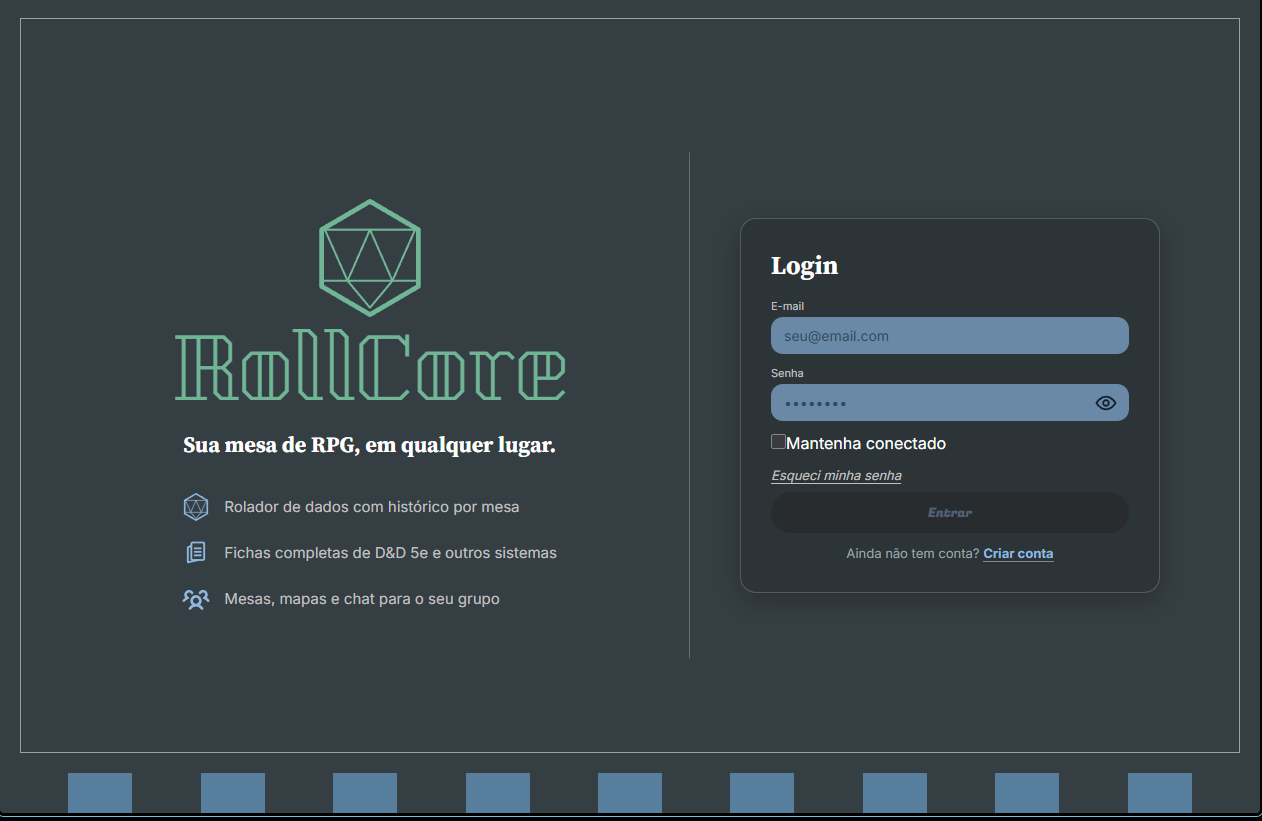 RollCore
Sua mesa de RPG, em qualquer lugar.
Rolador de dados com histórico por mesa
Fichas completas de D&D 5e e outros sistemas
Mesas, mapas e chat para o seu grupo
Login
E-mail
seu@email.com
Senha
••••••••
Mantenha conectado
Esqueci minha senha
Entrar
Ainda não tem conta? Criar conta